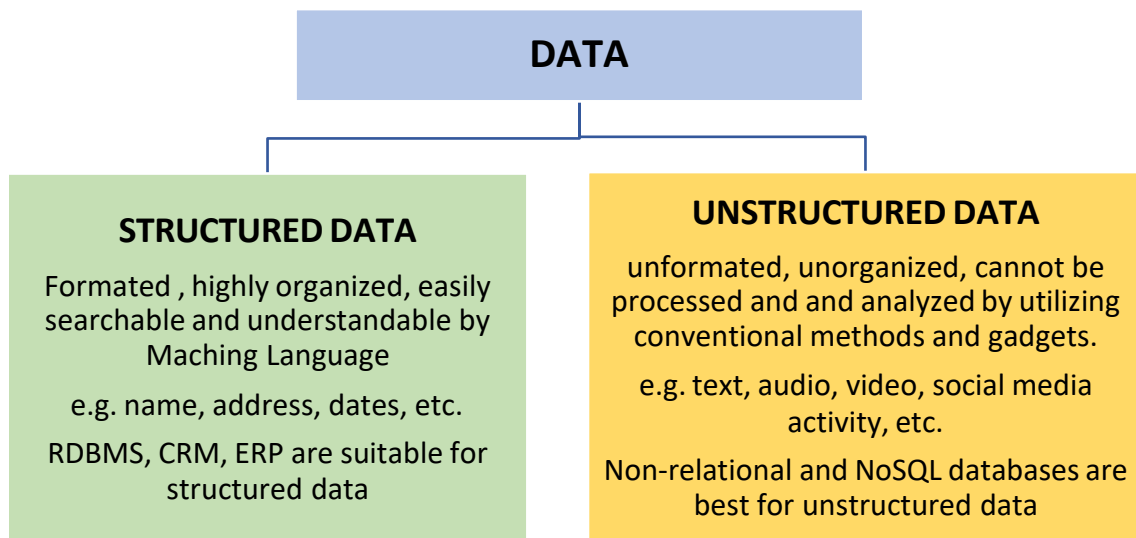 DATA
STRUCTURED DATA
Formated , highly organized, easily
searchable and understandable by
Maching Language
e.g. name, address, dates, etc.
RDBMS, CRM, ERP are suitable for
structured data
UNSTRUCTURED DATA
unformated, unorganized, cannot be
processed and and analyzed by utilizing
conventional methods and gadgets.
e.g. text, audio, video, social media
activity, etc.
Non-relational and NoSQL databases are
best for unstructured data